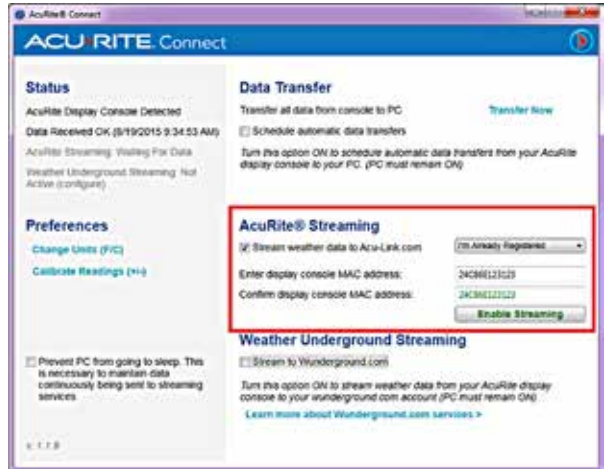 AcuRite® Connect
ACU RITE Connect
Status
AcuRite Display Console Detected
Data Received OK (8/19/2015 9:34:53 AM)
AcuRite Streaming: Waiting For Data
Weather Underground Streaming: Not
Active (configure)
Preferences
Change Units (F/C)
Calibrate Readings (+/-)
Prevent PC from going to sleep. This
is necessary to maintain data
continuously being sent to streaming
services
Data Transfer
Transfer all data from console to PC
Transfer Now
Schedule automatic data transfers
Turn this option ON to schedule automatic data transfers from your AcuRite
display console to your PC. (PC must remain ON)
AcuRite® Streaming
Stream weather data to Acu-Link.com
I'm Already Registered
Enter display console MAC address:
Confirm display console MAC address:
Enable Streaming
Weather Underground Streaming
Stream to Wunderground.com
Turn this option ON to stream weather data from your AcuRite display
console to your wunderground.com account (PC must remain ON)
Learn more about Wunderground.com services >